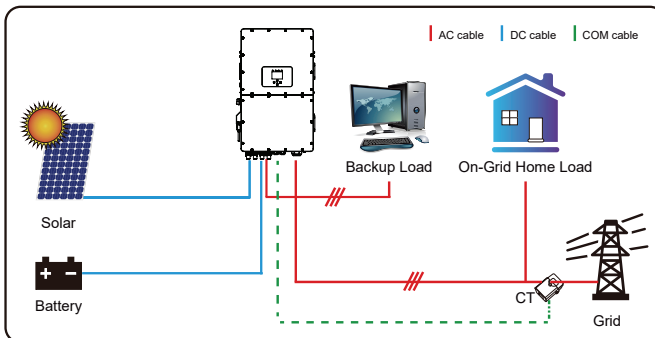 AC cable
DC cable
COM cable
Backup Load
On-Grid Home Load
Solar
Battery
CT
Grid